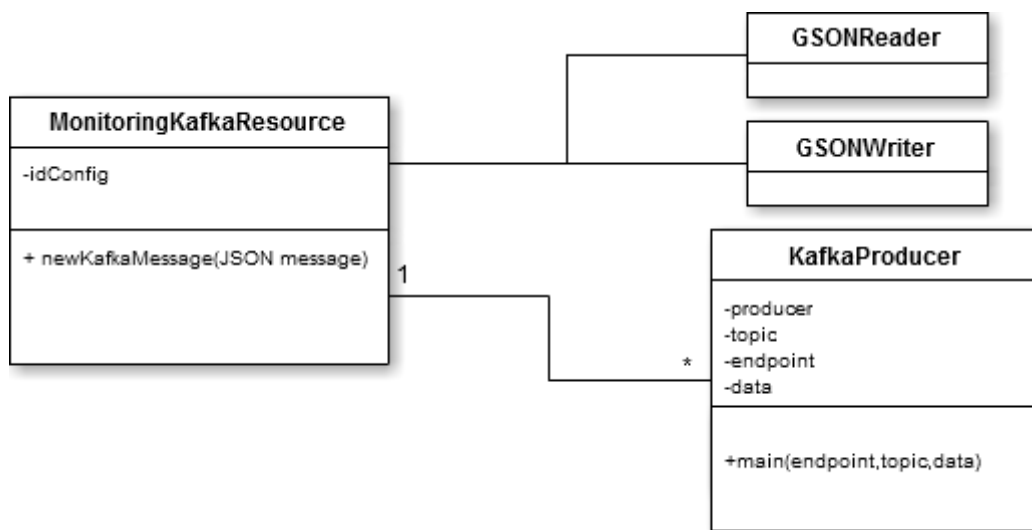 GSONReader
MonitoringKafkaResource
-idConfig
+ newKafkaMessage(JSON message)
GSONWriter
1
*
KafkaProducer
-producer
-topic
-endpoint
-data
+main(endpoint,topic,data)